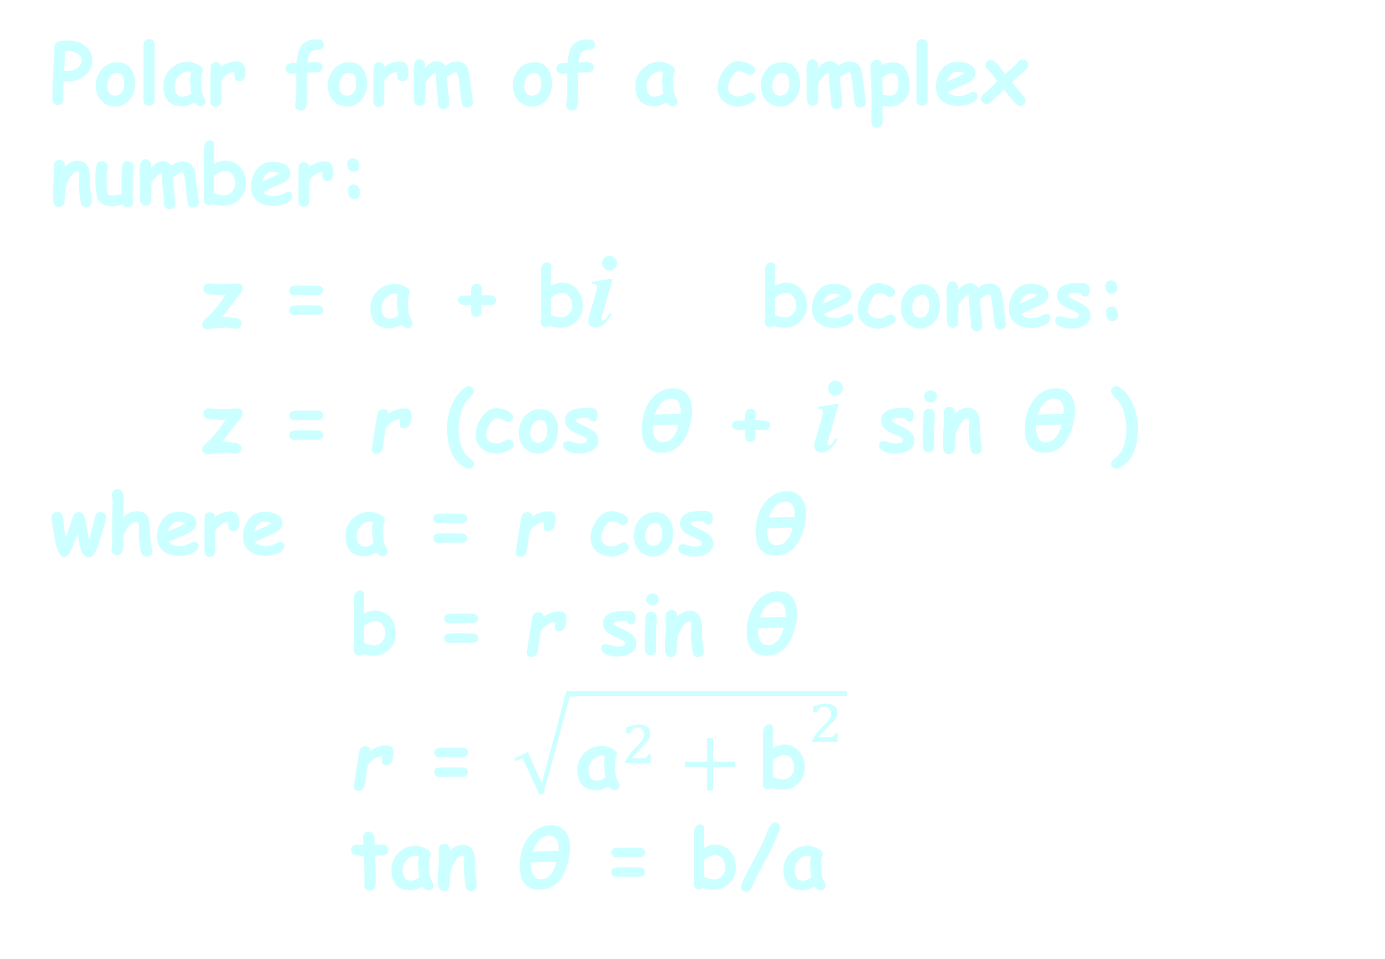 Polar form of a complex
number:
z = a + bi becomes:
z = r (cos θ + i sin θ )
where a = r cos θ
b = r sin θ
r = √a² + b²
tan θ = b/a